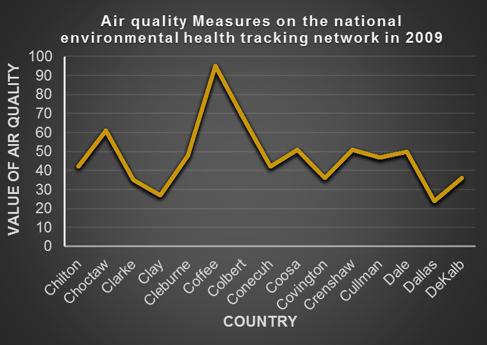 Air quality Measures on the national
environmental health tracking network in 2009
VALUE OF AIR QUALITY
100
90
80
70
60
50
40
30
20
10
0
Chilton
Choctaw
Clarke
Clay
Cleburne
Coffee
Colbert
Conecuh
Coosa
Covington
Crenshaw
Cullman
Dale
Dallas
DeKalb
COUNTRY